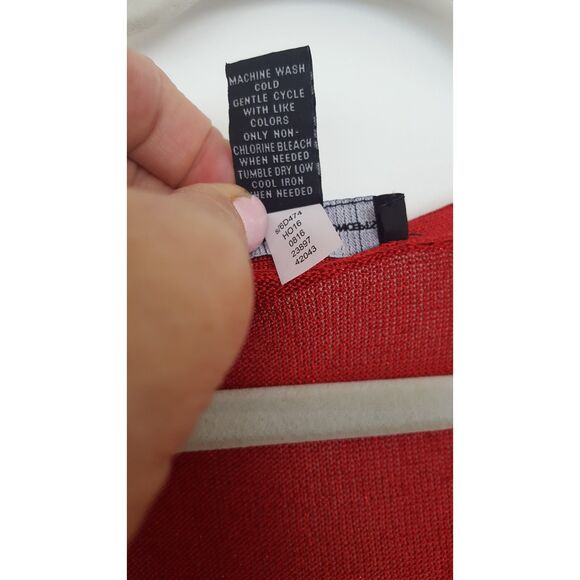 MACHINE WASH
COLD
GENTLE CYCLE
WITH LIKE
COLORS
ONLY NON-
CHLORINE BLEACH
WHEN NEEDED
TUMBLE DRY LOW
COOL IRON
WHEN NEEDED
S/6D474
HO16
0816
23897
42043